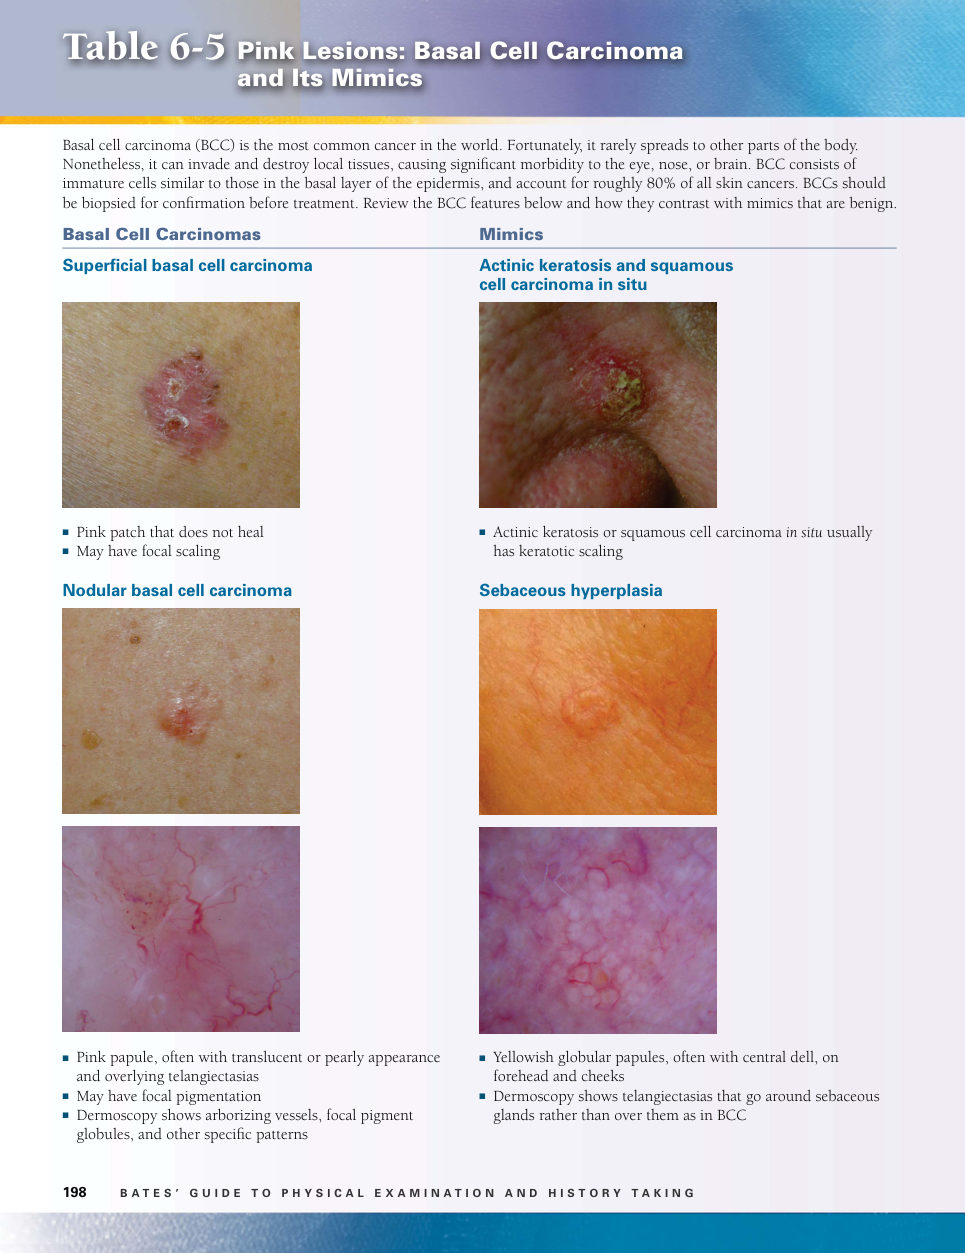 Table 6-5 Pink Lesions: Basal Cell Carcinoma
and Its Mimics
Basal cell carcinoma (BCC) is the most common cancer in the world. Fortunately, it rarely spreads to other parts of the body.
Nonetheless, it can invade and destroy local tissues, causing significant morbidity to the eye, nose, or brain. BCC consists of
immature cells similar to those in the basal layer of the epidermis, and account for roughly 80% of all skin cancers. BCCs should
be biopsied for confirmation before treatment. Review the BCC features below and how they contrast with mimics that are benign.
Basal Cell Carcinomas
Mimics
Superficial basal cell carcinoma
Actinic keratosis and squamous
cell carcinoma in situ
■ Pink patch that does not heal
■ May have focal scaling
■ Actinic keratosis or squamous cell carcinoma in situ usually
has keratotic scaling
Nodular basal cell carcinoma
Sebaceous hyperplasia
■ Pink papule, often with translucent or pearly appearance
and overlying telangiectasias
■ May have focal pigmentation
■ Dermoscopy shows arborizing vessels, focal pigment
globules, and other specific patterns
■ Yellowish globular papules, often with central dell, on
forehead and cheeks
■ Dermoscopy shows telangiectasias that go around sebaceous
glands rather than over them as in BCC
198 BATES' GUIDE TO PHYSICAL EXAMINATION AND HISTORY TAKING